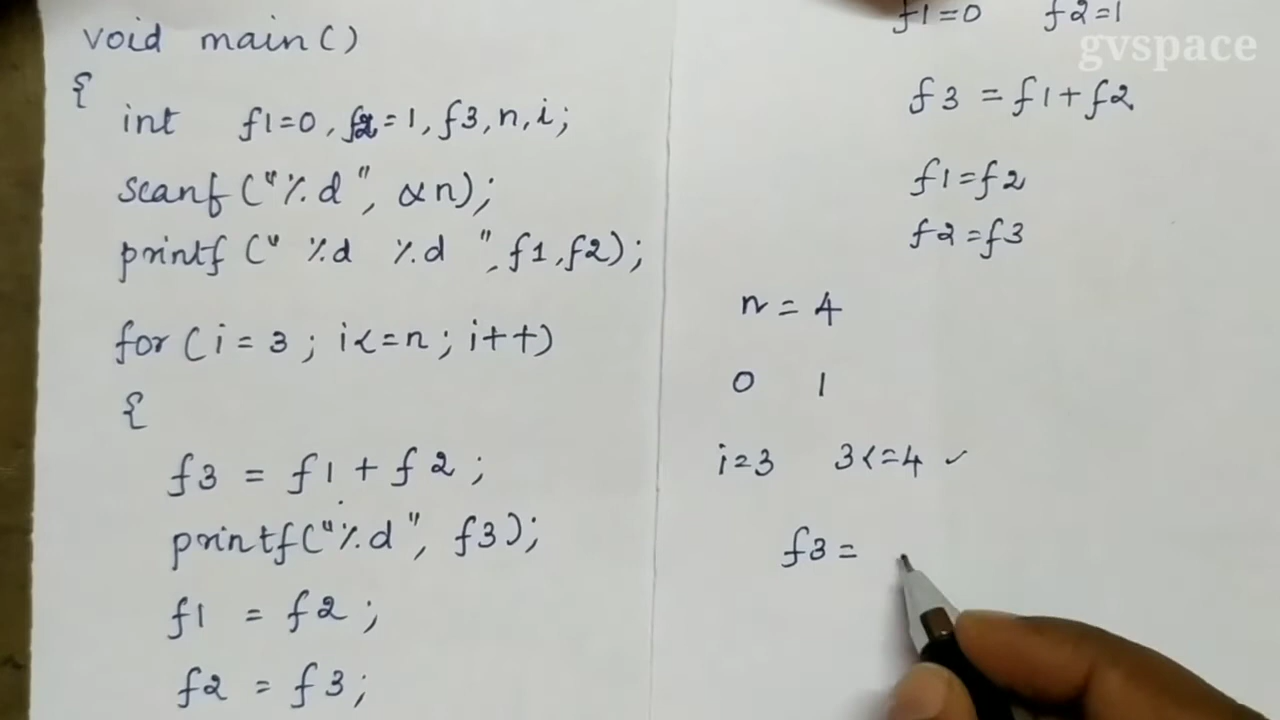 void main()
{
int f1=0, f2=1, f3, n, i;
scanf("%d", &n);
printf(" %d %d ", f1, f2);
for(i=3; i<=n; i++)
{
f3 = f1+f2;
printf("%d", f3);
f1 = f2;
f2 = f3;
f1=0 f2=1
gvspace
f3 = f1+f2
f1=f2
f2=f3
n=4
0 1
i=3 3<=4 ✓
f3=